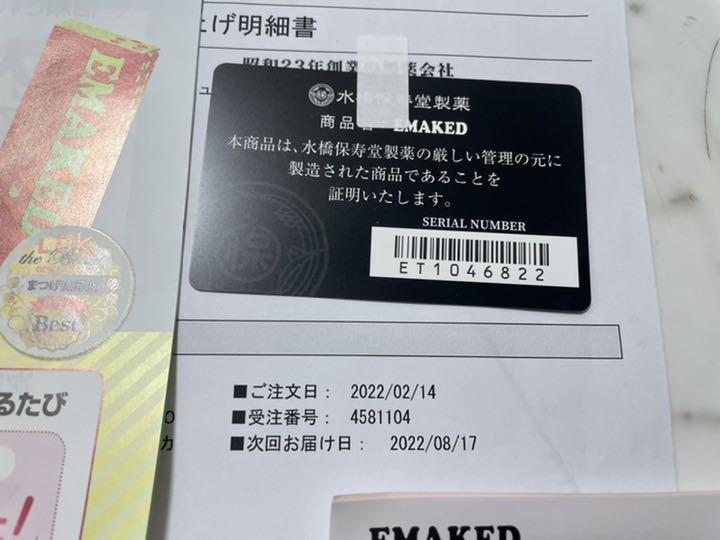 げ明細書
昭和23年創業
薬会社
水橋保寿堂製薬
商品名
EMAKED
本商品は、水橋保寿堂製薬の厳しい管理の元に
製造された商品であることを
証明いたします。
SERIAL NUMBER
ET1046822
EMAKED
the
まつげ
Best
るたび
■ご注文日： 2022/02/14
■受注番号： 4581104
■次回お届け日： 2022/08/17
EMAKED